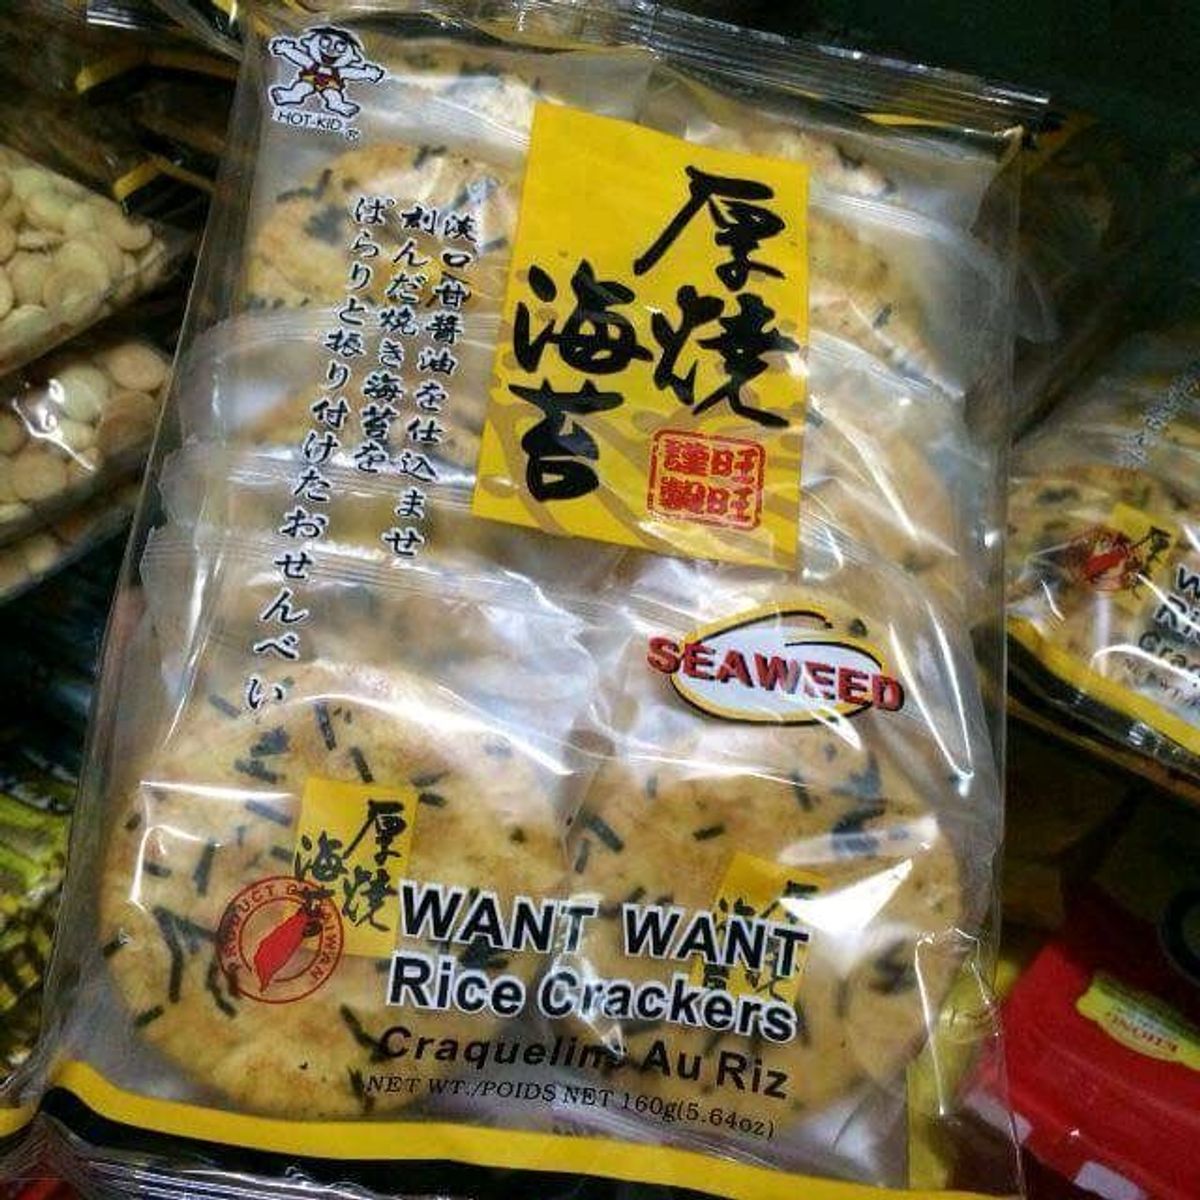 HOT-KID
厚焼
海苔
謹製
旺旺
淡口甘醬油を仕込ませ
刻んだ焼き海苔を
ぱらりと振り付けたおせんべい
SEAWEED
厚焼
海苔
PRODUCT OF TAIWAN
WANT WANT
Rice Crackers
Craquelins Au Riz
NET WT./POIDS NET 160g(5.64oz)